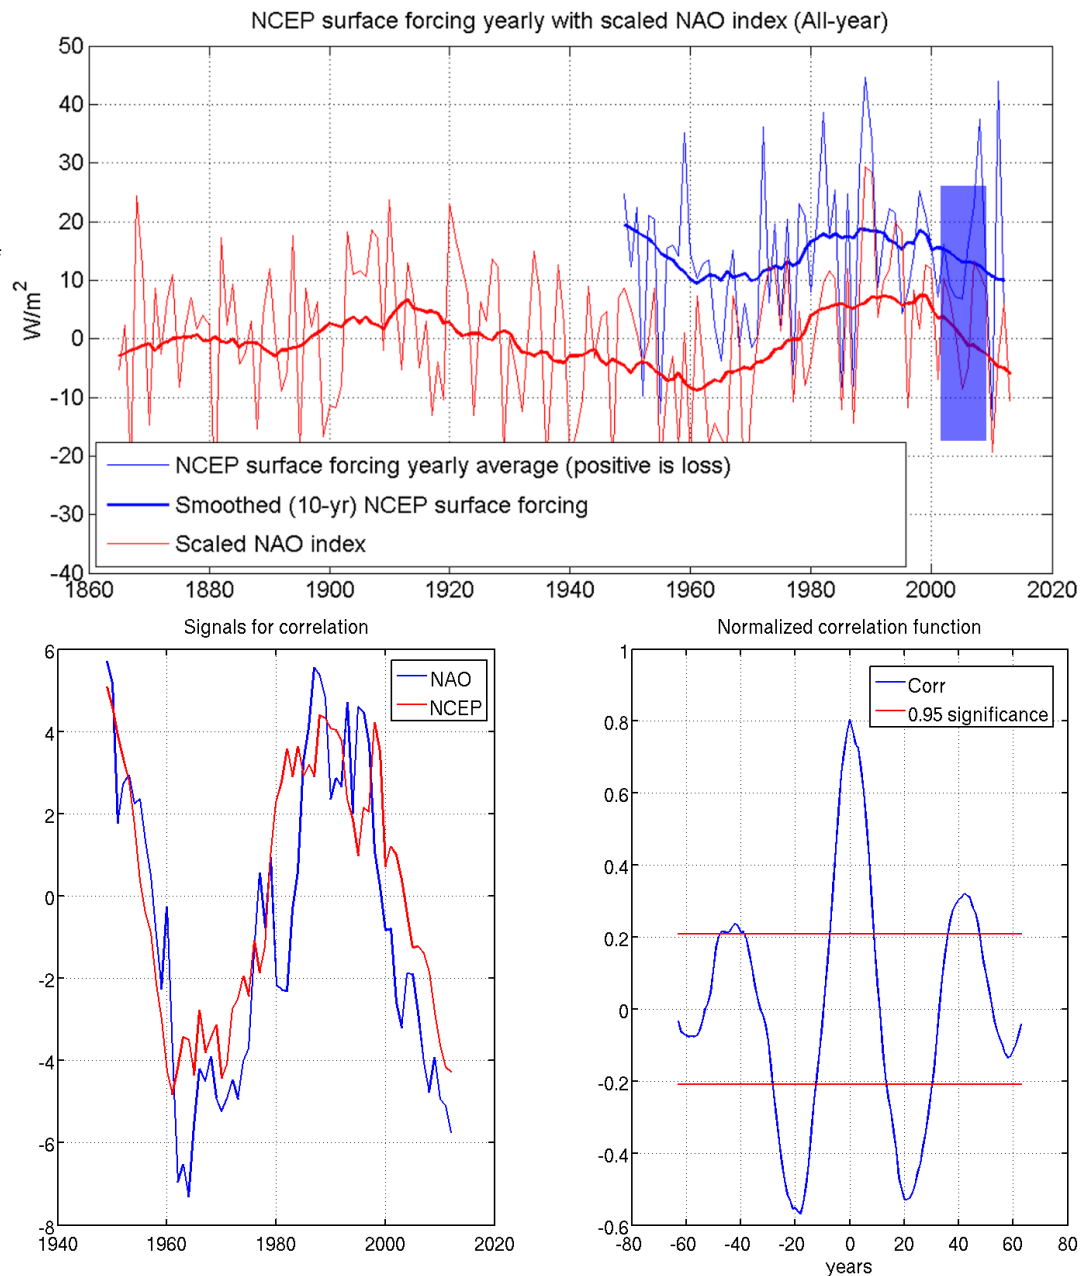 NCEP surface forcing yearly with scaled NAO index (All-year)
50
40
30
20
10
0
-10
-20
-30
-40
W/m2
NCEP surface forcing yearly average (positive is loss)
Smoothed (10-yr) NCEP surface forcing
Scaled NAO index
1860 1880 1900 1920 1940 1960 1980 2000 2020
Signals for correlation
6
4
2
0
-2
-4
-6
-8
NAO
NCEP
1940 1960 1980 2000 2020
Normalized correlation function
1
0.8
0.6
0.4
0.2
0
-0.2
-0.4
-0.6
Corr
0.95 significance
-80 -60 -40 -20 0 20 40 60 80
years